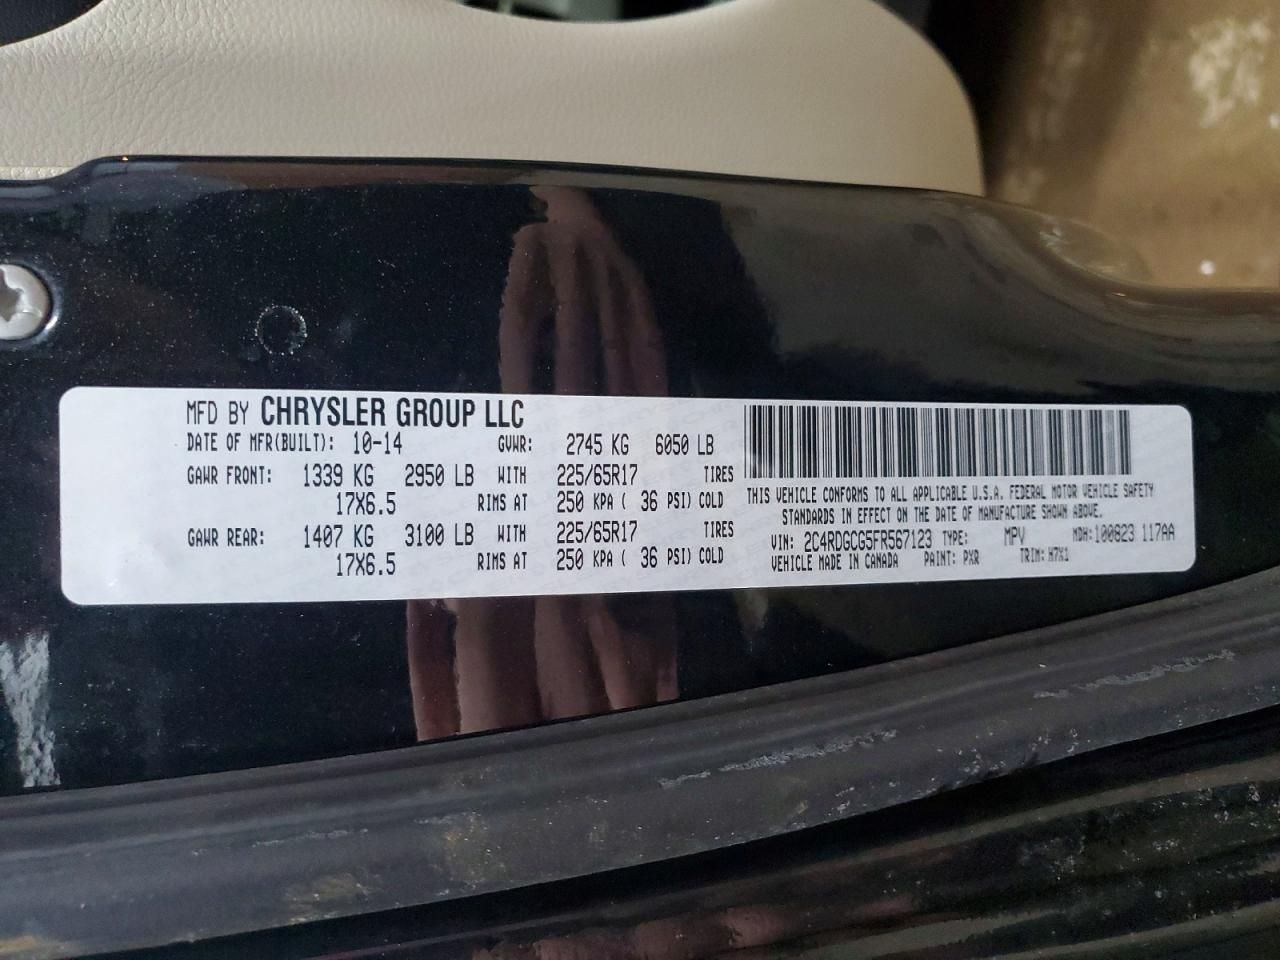 MFD BY CHRYSLER GROUP LLC
DATE OF MFR(BUILT): 10-14 GVWR: 2745 KG 6050 LB
GAWR FRONT: 1339 KG 2950 LB WITH 225/65R17 TIRES
17X6.5 RIMS AT 250 KPA ( 36 PSI) COLD
GAWR REAR: 1407 KG 3100 LB WITH 225/65R17 TIRES
17X6.5 RIMS AT 250 KPA ( 36 PSI) COLD
THIS VEHICLE CONFORMS TO ALL APPLICABLE U.S.A. FEDERAL MOTOR VEHICLE SAFETY
STANDARDS IN EFFECT ON THE DATE OF MANUFACTURE SHOWN ABOVE.
VIN: 2C4RDGCG5FR567123 TYPE: MPV MDH:100823 117AA
VEHICLE MADE IN CANADA PAINT: PXR TRIM: H7X1